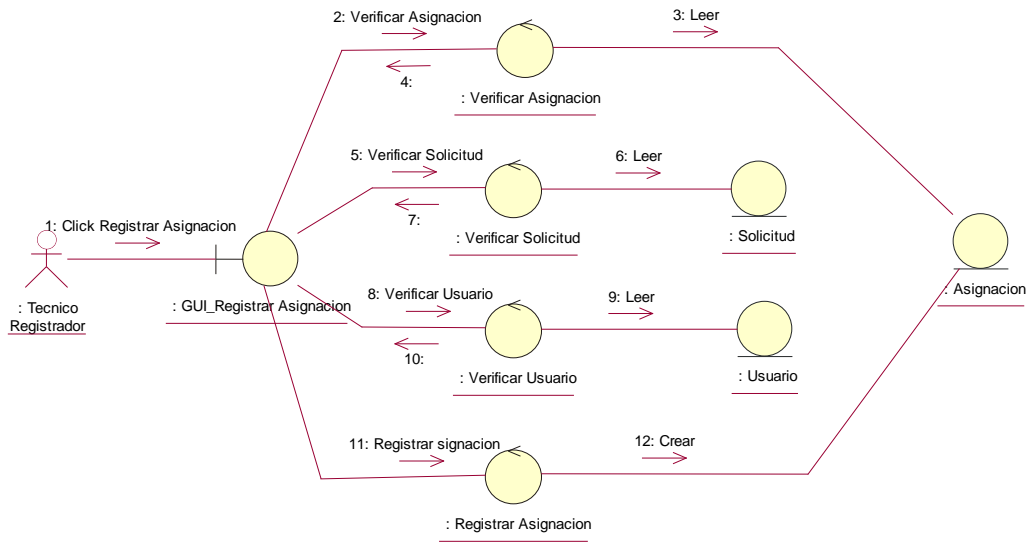 2: Verificar Asignacion
3: Leer
4:
: Verificar Asignacion
5: Verificar Solicitud
6: Leer
7:
: Verificar Solicitud
: Solicitud
1: Click Registrar Asignacion
: Tecnico
Registrador
: GUI_Registrar Asignacion
: Asignacion
8: Verificar Usuario
9: Leer
10:
: Verificar Usuario
: Usuario
11: Registrar signacion
12: Crear
: Registrar Asignacion